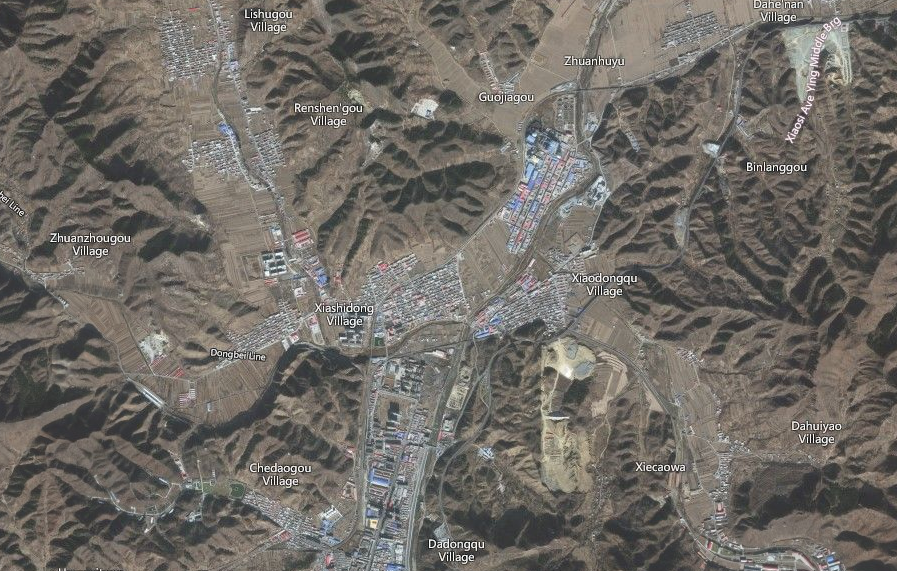 Lishugou
Village
Dahe'nan
Village
Xiaosi Ave Ying Middle Brg
Zhuanhuyu
Guojiagou
Renshen'gou
Village
Binlanggou
bei Line
Zhuanzhougou
Village
Xiaodongqu
Village
Xiashidong
Village
Dongbei Line
Dahuiyao
Village
Chedaogou
Village
Xiecaowa
Dadongqu
Village